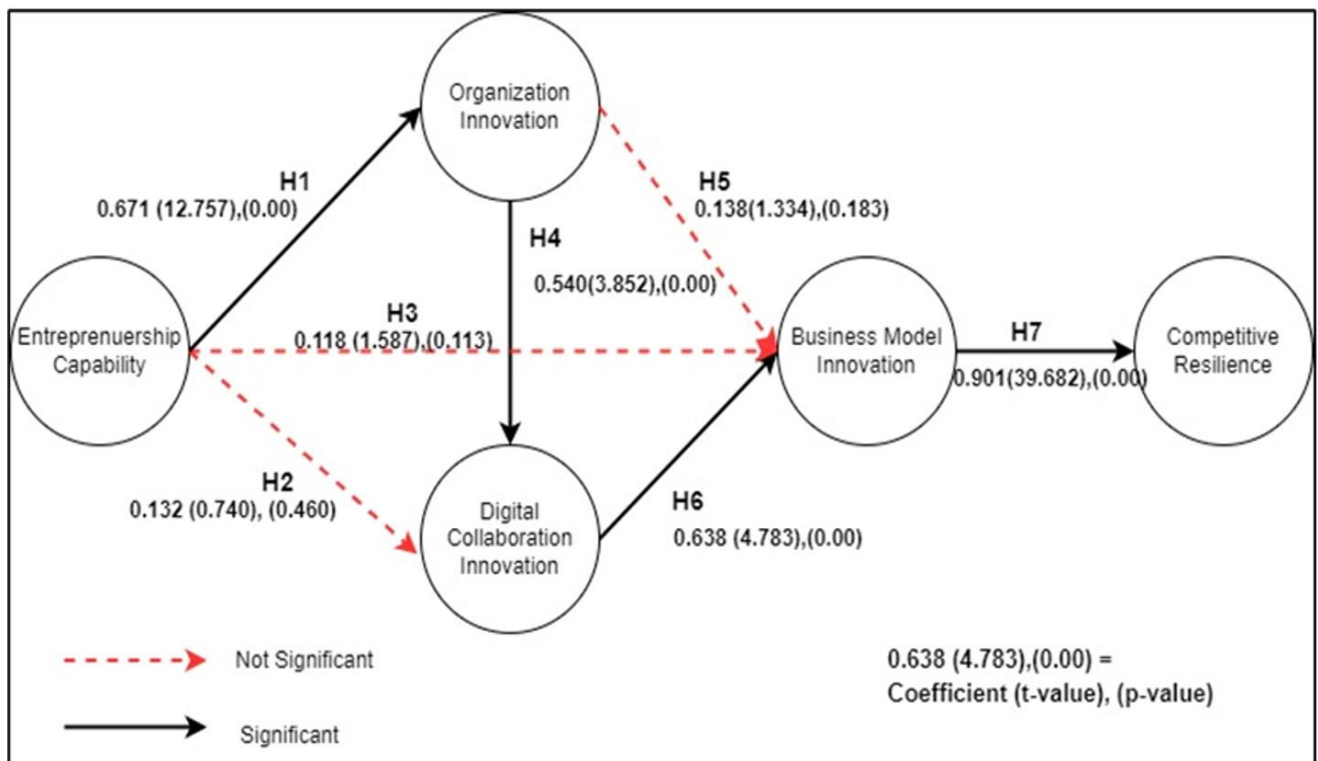 Organization
Innovation
H1
0.671 (12.757),(0.00)
H5
0.138(1.334),(0.183)
H4
0.540(3.852),(0.00)
Entreprenuership
Capability
H3
0.118 (1.587),(0.113)
Business Model
Innovation
H7
0.901(39.682),(0.00)
Competitive
Resilience
H2
0.132 (0.740), (0.460)
Digital
Collaboration
Innovation
H6
0.638 (4.783),(0.00)
Not Significant
Significant
0.638 (4.783),(0.00) =
Coefficient (t-value), (p-value)